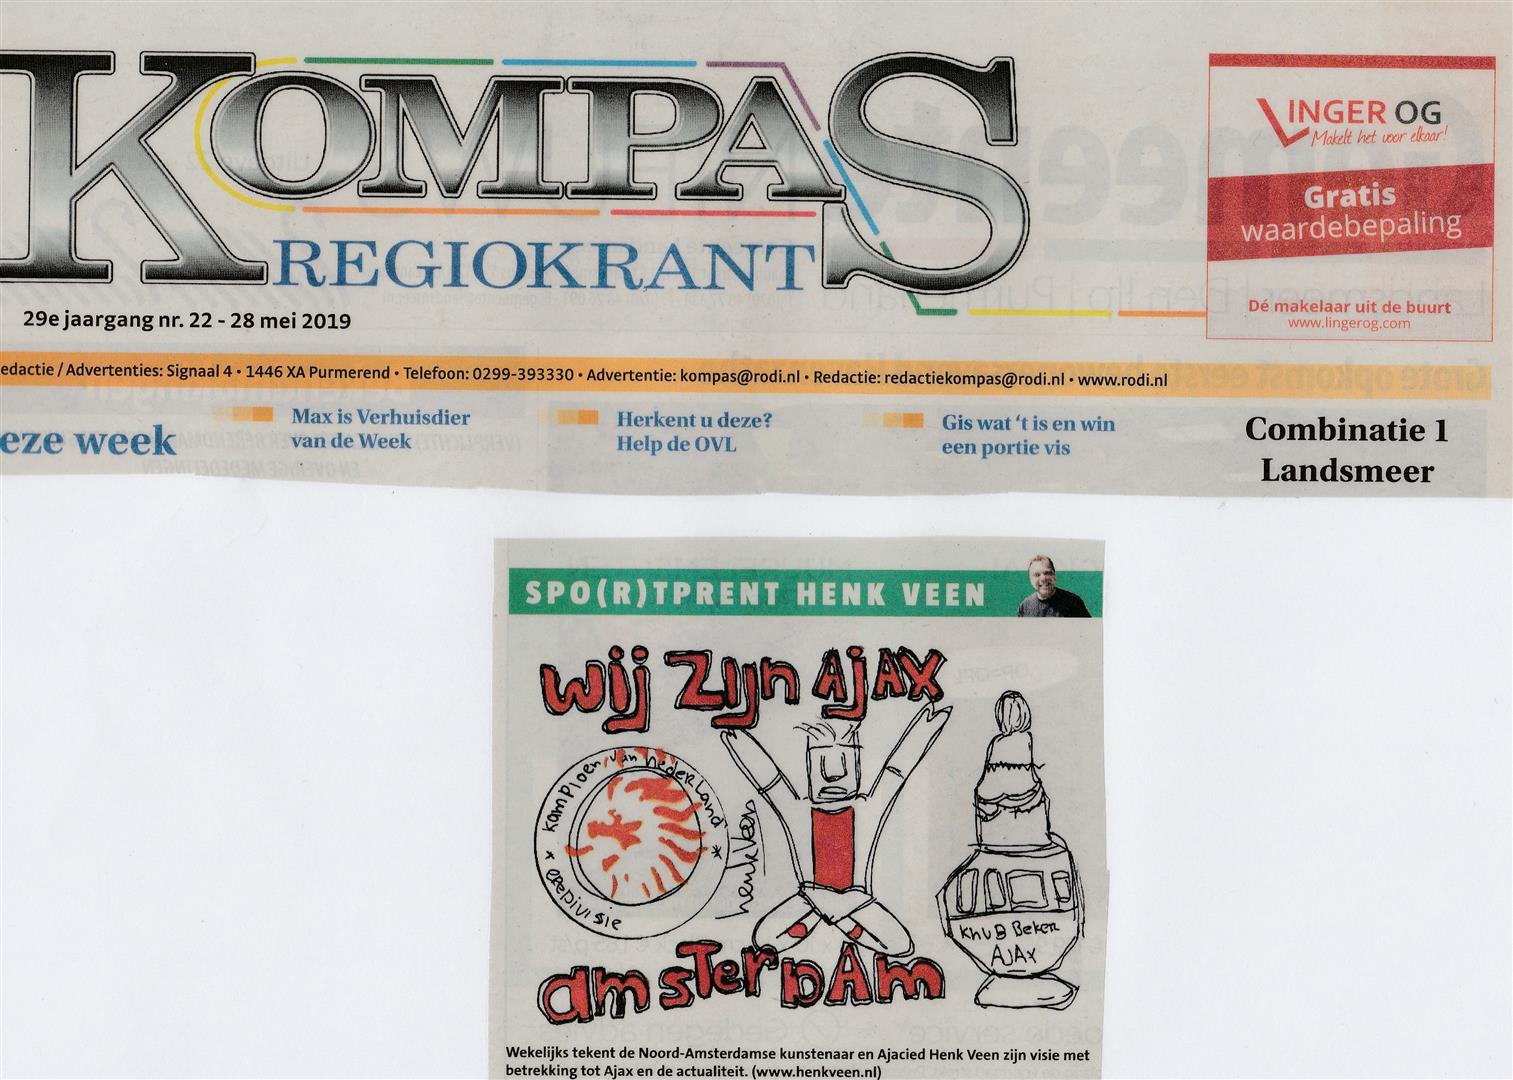 KOMPAS
REGIOKRANT
29e jaargang nr. 22 - 28 mei 2019
LINGER OG
Makelt het voor elkaar!
Gratis
waardebepaling
Dé makelaar uit de buurt
www.lingerog.com
edactie / Advertenties: Signaal 4 • 1446 XA Purmerend • Telefoon: 0299-393330 • Advertentie: kompas@rodi.nl • Redactie: redactiekompas@rodi.nl • www.rodi.nl
eze week
Max is Verhuisdier
van de Week
Herkent u deze?
Help de OVL
Gis wat ‘t is en win
een portie vis
Combinatie 1
Landsmeer
SPO(R)TPRENT HENK VEEN
Wij Zijn AjAX
* kampioen van Nederland *
eREDiViSie
henk Veen
KNVB Beker
AjAX
AmsTerDAm
Wekelijks tekent de Noord-Amsterdamse kunstenaar en Ajacied Henk Veen zijn visie met
betrekking tot Ajax en de actualiteit. (www.henkveen.nl)